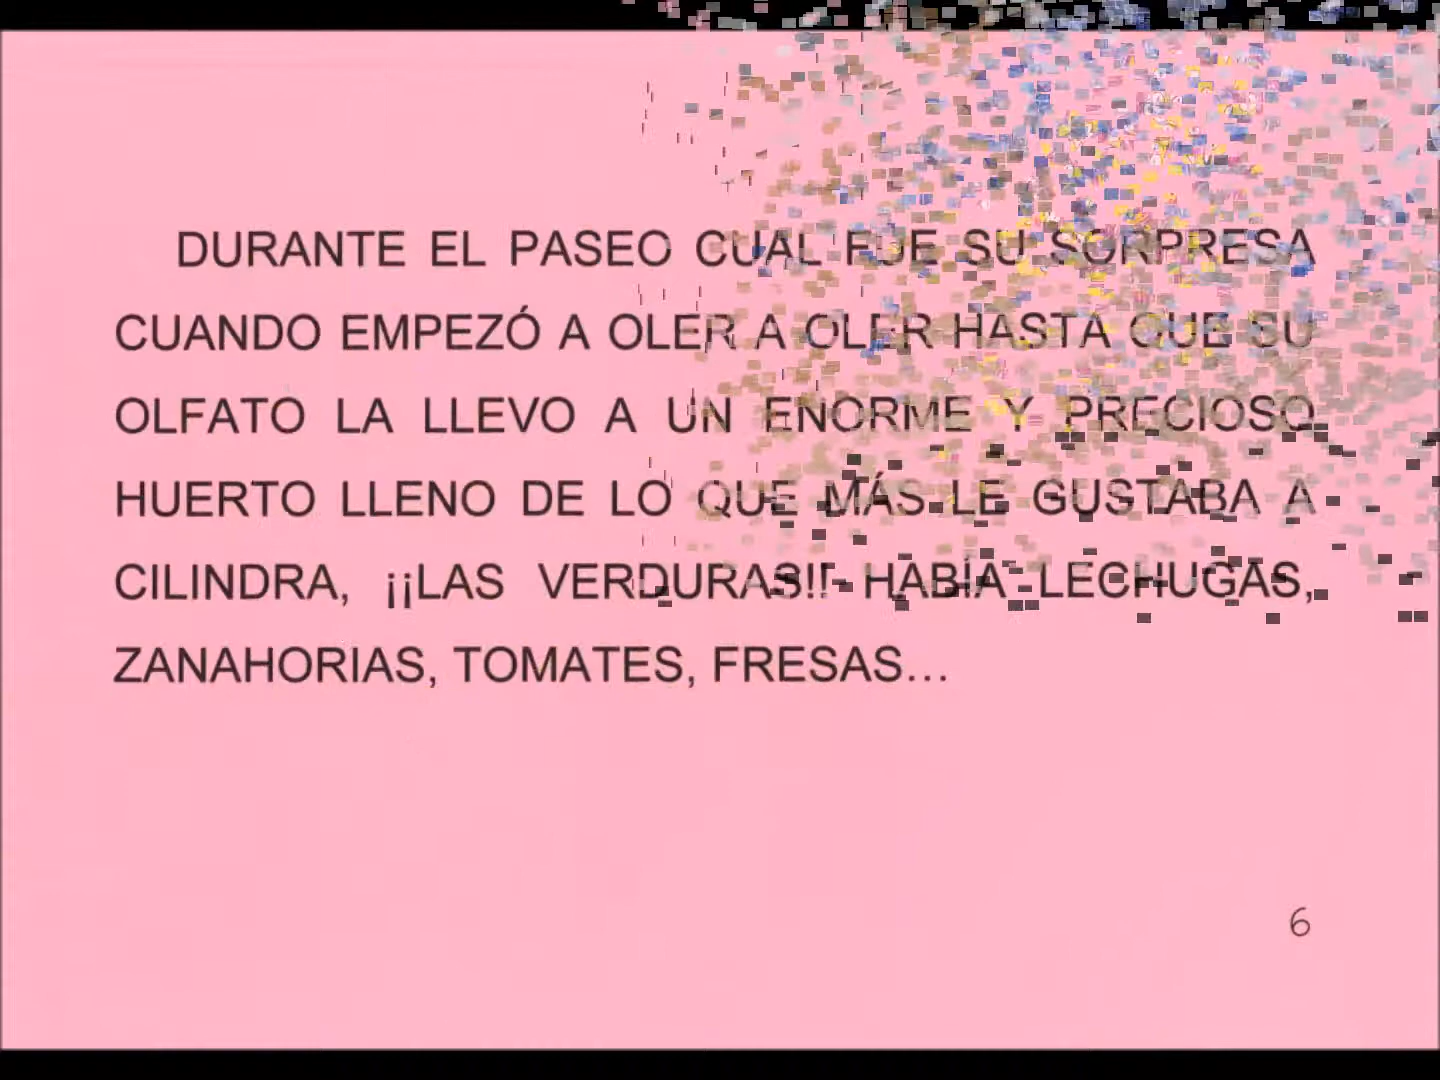 DURANTE EL PASEO CUAL FUE SU SORPRESA
CUANDO EMPEZÓ A OLER A OLER HASTA QUE SU
OLFATO LA LLEVO A UN ENORME Y PRECIOSO
HUERTO LLENO DE LO QUE MÁS LE GUSTABA A
CILINDRA, ¡¡LAS VERDURAS!! HABÍA LECHUGAS,
ZANAHORIAS, TOMATES, FRESAS…
6